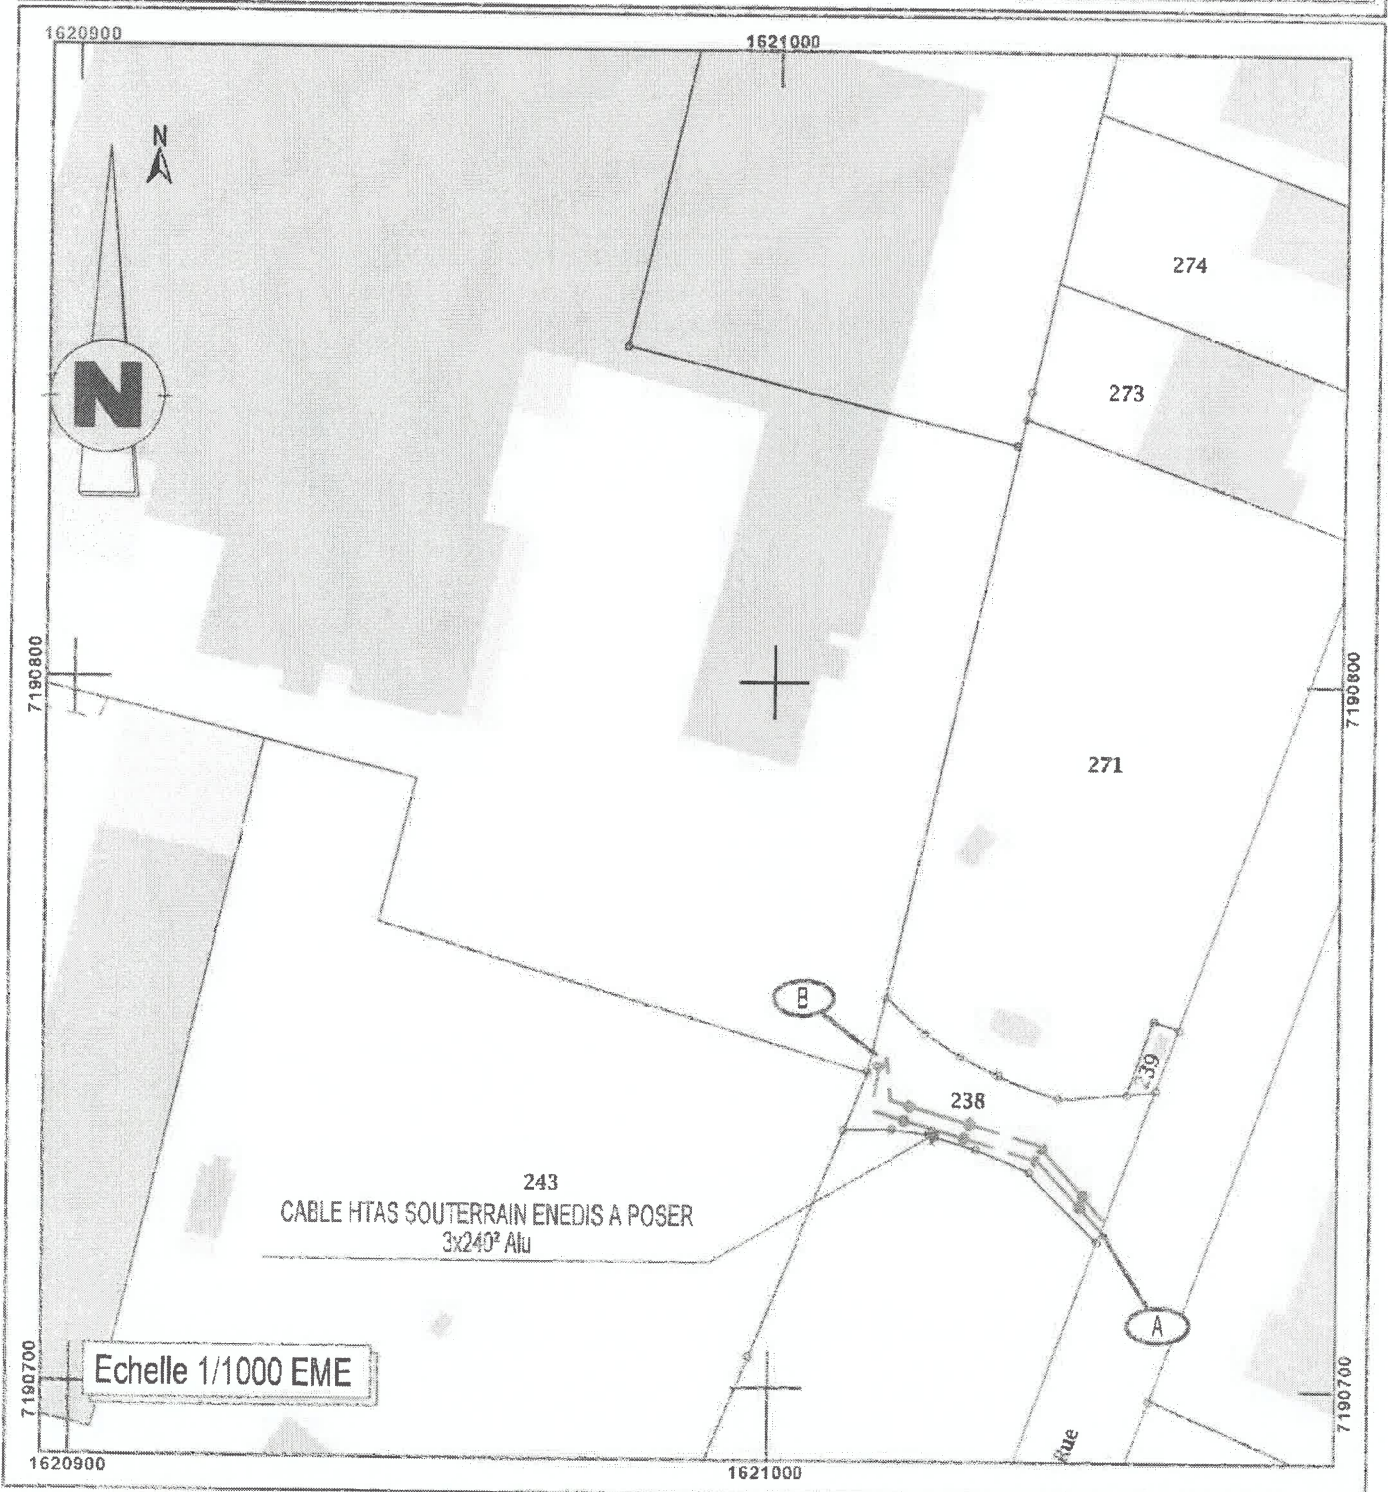 1620900
1621000
N
N
274
273
7190800
7190800
271
B
239
238
243
CABLE HTAS SOUTERRAIN ENEDIS A POSER
3x240² Alu
A
Echelle 1/1000 EME
7190700
7190700
Rue
1620900
1621000